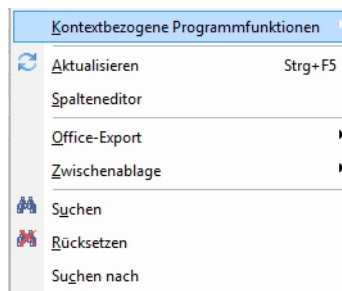 Kontextbezogene Programmfunktionen
Aktualisieren Strg+F5
Spalteneditor
Office-Export
Zwischenablage
Suchen
Rücksetzen
Suchen nach